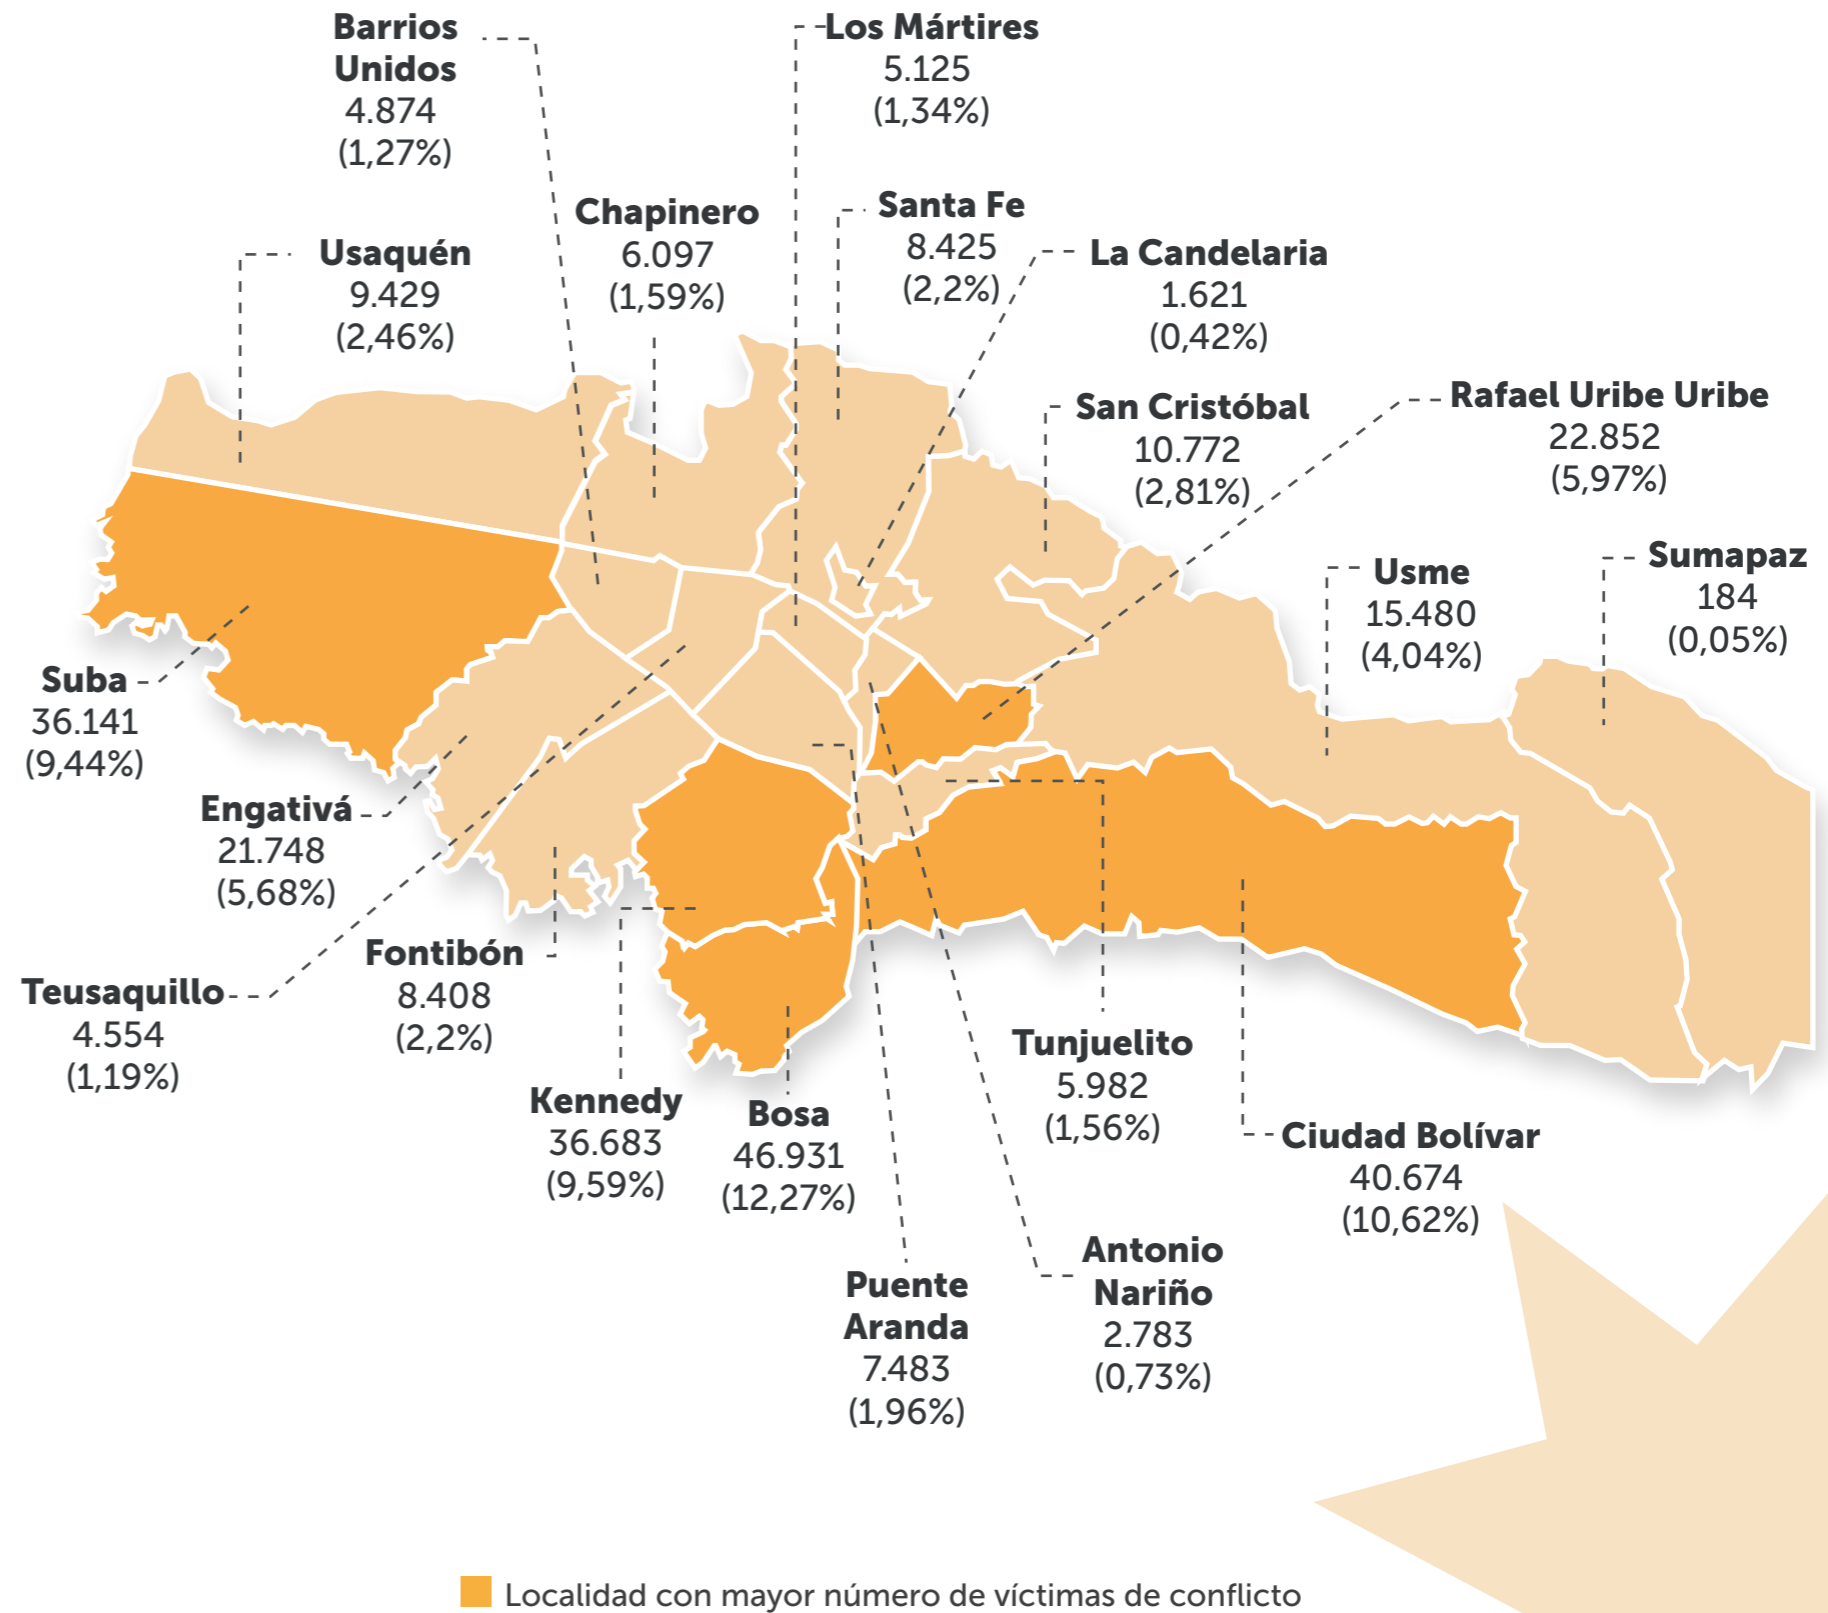 Barrios
Unidos
4.874
(1,27%)
Los Mártires
5.125
(1,34%)
Chapinero
6.097
(1,59%)
Santa Fe
8.425
(2,2%)
Usaquén
9.429
(2,46%)
La Candelaria
1.621
(0,42%)
San Cristóbal
10.772
(2,81%)
Rafael Uribe Uribe
22.852
(5,97%)
Usme
15.480
(4,04%)
Sumapaz
184
(0,05%)
Suba
36.141
(9,44%)
Engativá
21.748
(5,68%)
Fontibón
8.408
(2,2%)
Teusaquillo
4.554
(1,19%)
Kennedy
36.683
(9,59%)
Bosa
46.931
(12,27%)
Tunjuelito
5.982
(1,56%)
Ciudad Bolívar
40.674
(10,62%)
Puente
Aranda
7.483
(1,96%)
Antonio
Nariño
2.783
(0,73%)
Localidad con mayor número de víctimas de conflicto